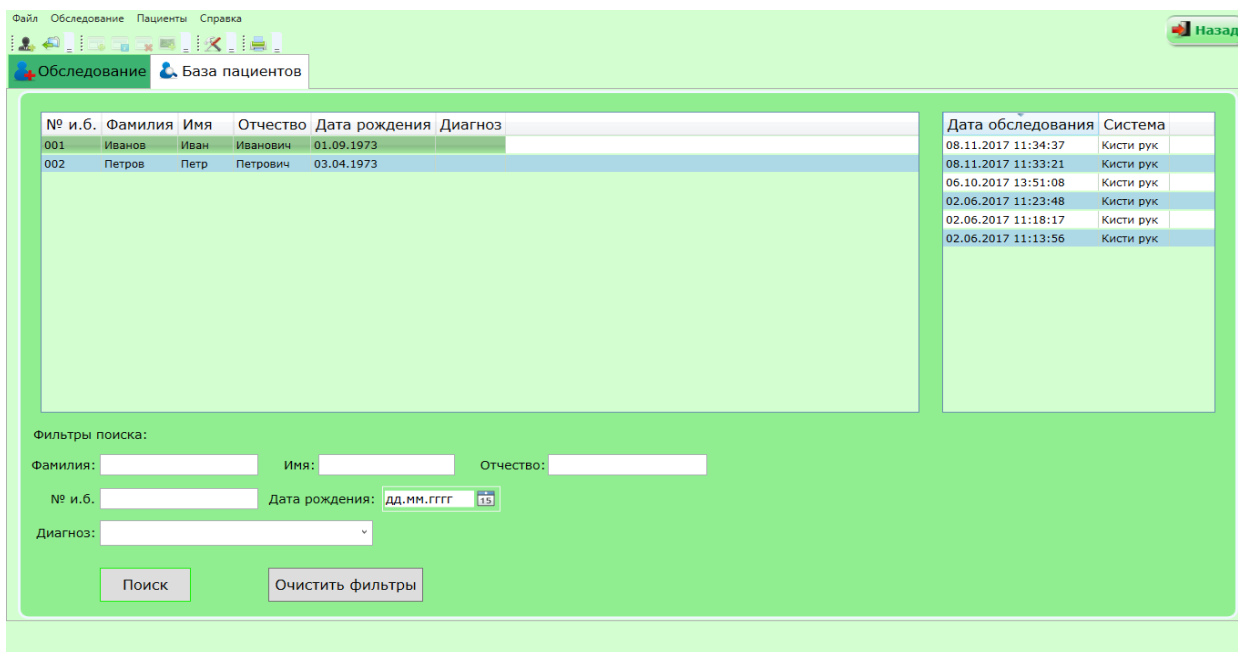 Файл Обследование Пациенты Справка
Назад
Обследование База пациентов
№ и.б. Фамилия Имя Отчество Дата рождения Диагноз
001 Иванов Иван Иванович 01.09.1973
002 Петров Петр Петрович 03.04.1973
Дата обследования Система
08.11.2017 11:34:37 Кисти рук
08.11.2017 11:33:21 Кисти рук
06.10.2017 13:51:08 Кисти рук
02.06.2017 11:23:48 Кисти рук
02.06.2017 11:18:17 Кисти рук
02.06.2017 11:13:56 Кисти рук
Фильтры поиска:
Фамилия: Имя: Отчество:
№ и.б. Дата рождения: дд.мм.гггг 15
Диагноз:
Поиск Очистить фильтры